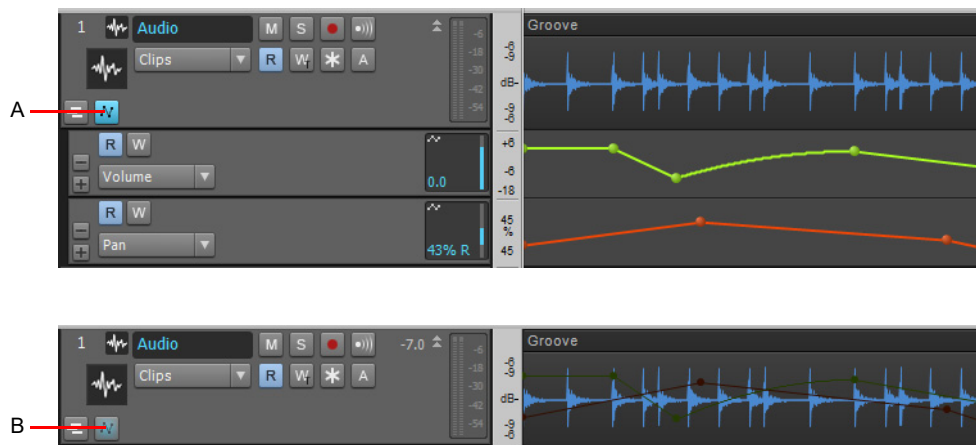 1 Audio M S Groove
Clips R W A
-6
-18
-30
-42
-54
-6
-9
dB-
-9
-6
A
R W
Volume
0.0
+6
-6
-18
R W
Pan
43% R
45
%
45
1 Audio M S -7.0 Groove
Clips R W A
-6
-18
-30
-42
-54
-6
-9
dB-
-9
-6
B